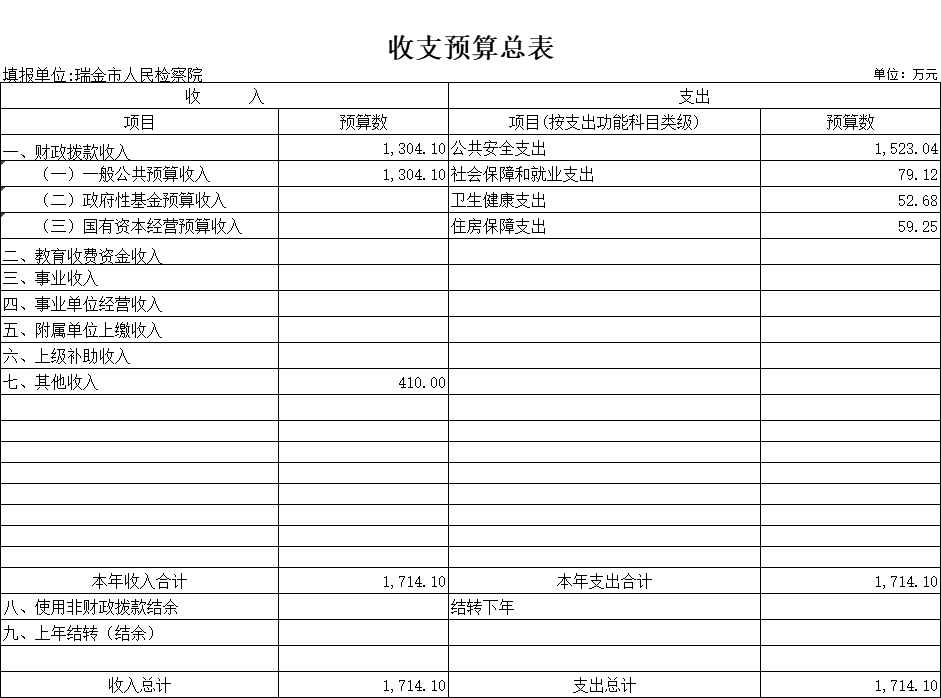 收支预算总表
填报单位:瑞金市人民检察院 单位：万元
收 入 支出
项目 预算数 项目(按支出功能科目类级) 预算数
一、财政拨款收入 1,304.10 公共安全支出 1,523.04
（一）一般公共预算收入 1,304.10 社会保障和就业支出 79.12
（二）政府性基金预算收入 卫生健康支出 52.68
（三）国有资本经营预算收入 住房保障支出 59.25
二、教育收费资金收入
三、事业收入
四、事业单位经营收入
五、附属单位上缴收入
六、上级补助收入
七、其他收入 410.00
本年收入合计 1,714.10 本年支出合计 1,714.10
八、使用非财政拨款结余 结转下年
九、上年结转（结余）
收入总计 1,714.10 支出总计 1,714.10